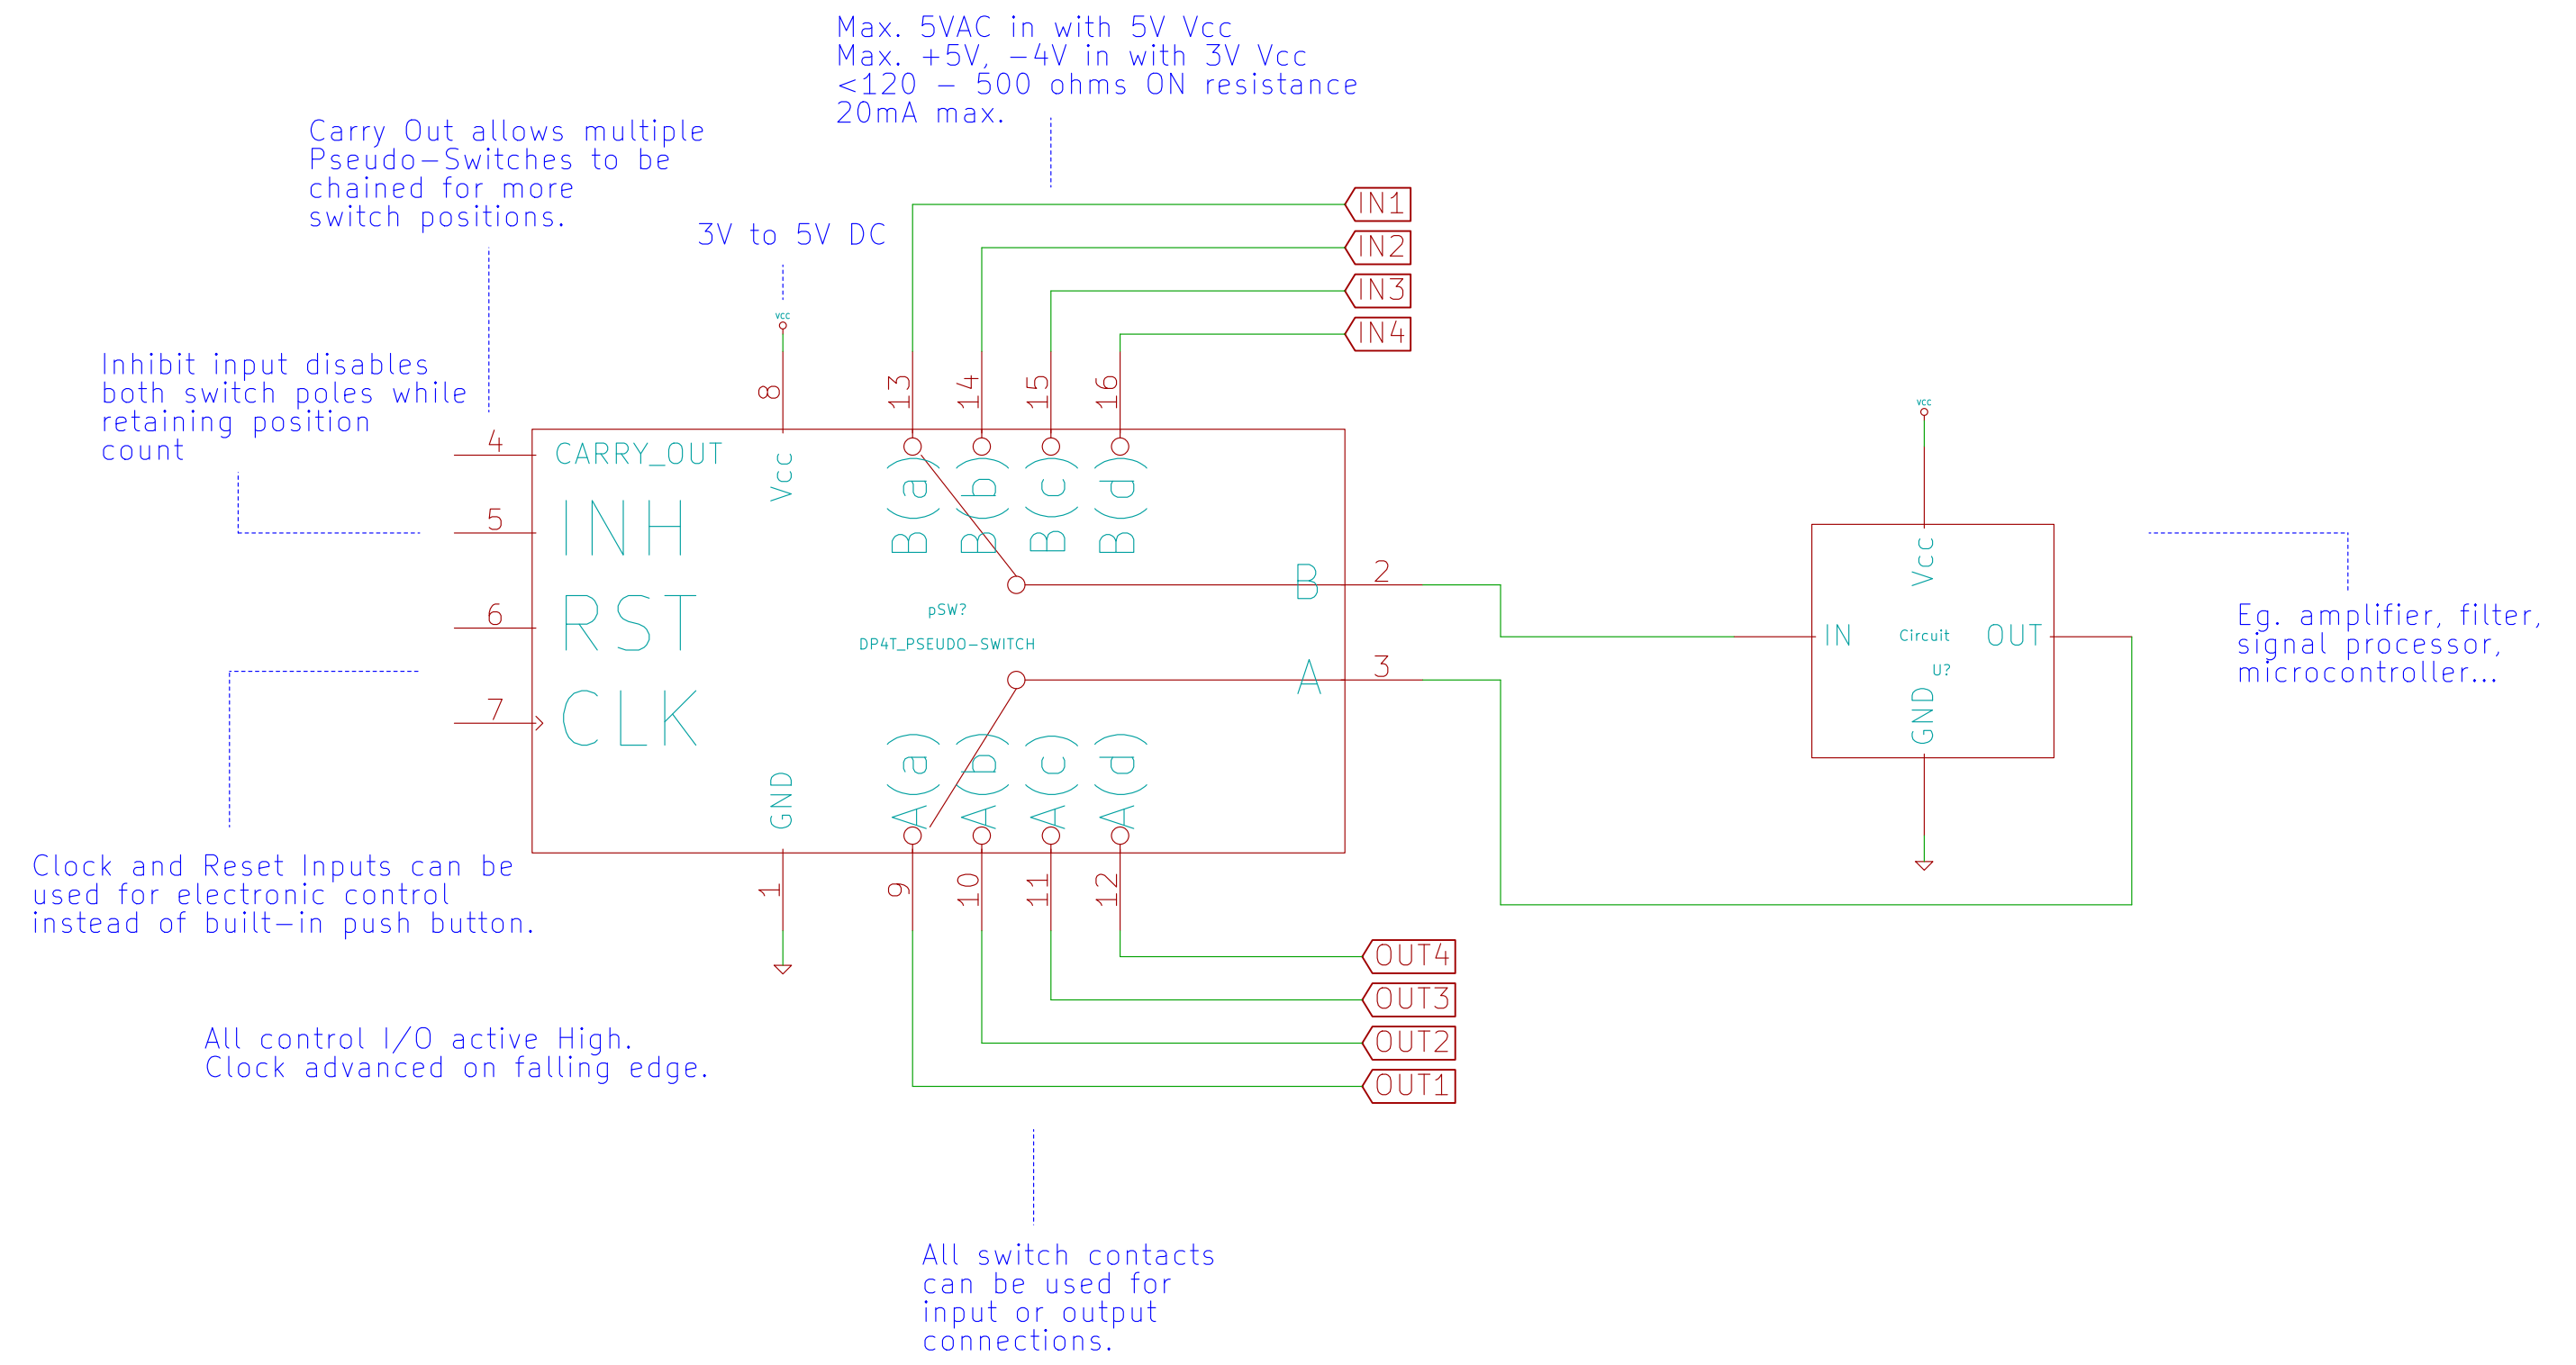 Max. 5VAC in with 5V Vcc
Max. +5V, -4V in with 3V Vcc
<120 - 500 ohms ON resistance
20mA max.
Carry Out allows multiple
Pseudo-Switches to be
chained for more
switch positions.
3V to 5V DC
IN1
IN2
IN3
IN4
VCC
Inhibit input disables
both switch poles while
retaining position
count
8
13
14
15
16
VCC
4
CARRY_OUT
Vcc
B(a)
B(b)
B(c)
B(d)
5
INH
B
2
Vcc
6
RST
pSW?
DP4T_PSEUDO-SWITCH
A
3
IN
Circuit
OUT
U?
GND
Eg. amplifier, filter,
signal processor,
microcontroller...
7
CLK
GND
A(a)
A(b)
A(c)
A(d)
Clock and Reset Inputs can be
used for electronic control
instead of built-in push button.
1
9
10
11
12
OUT4
OUT3
OUT2
OUT1
All control I/O active High.
Clock advanced on falling edge.
All switch contacts
can be used for
input or output
connections.